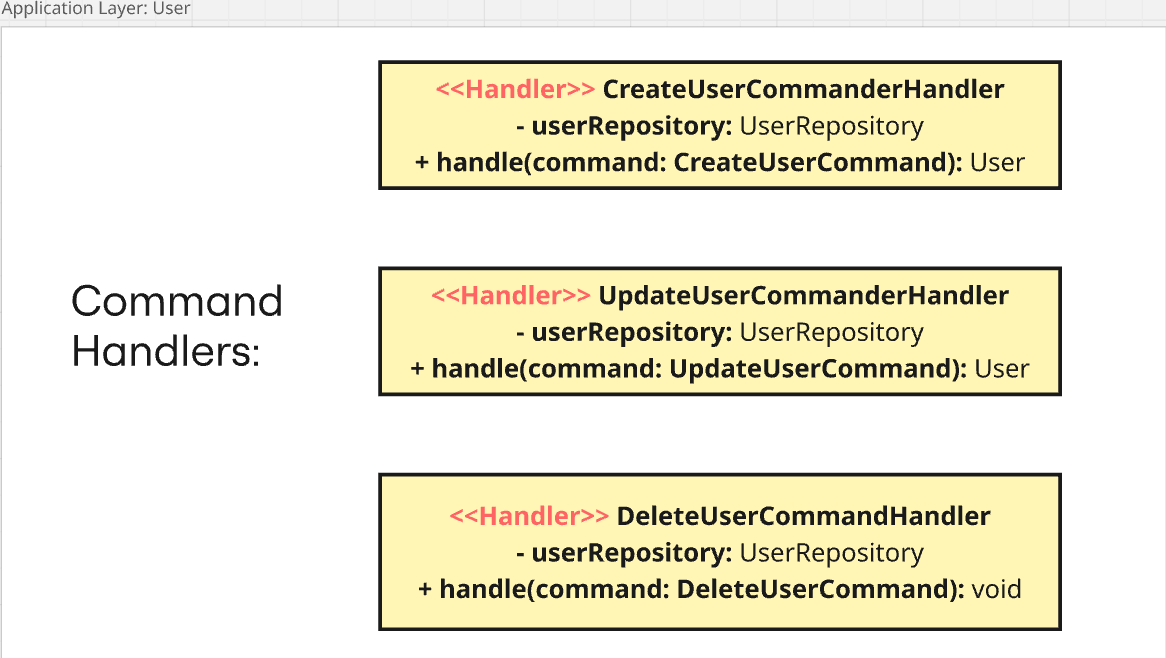 Application Layer: User
<<Handler>> CreateUserCommanderHandler
- userRepository: UserRepository
+ handle(command: CreateUserCommand): User
Command
Handlers:
<<Handler>> UpdateUserCommanderHandler
- userRepository: UserRepository
+ handle(command: UpdateUserCommand): User
<<Handler>> DeleteUserCommandHandler
- userRepository: UserRepository
+ handle(command: DeleteUserCommand): void